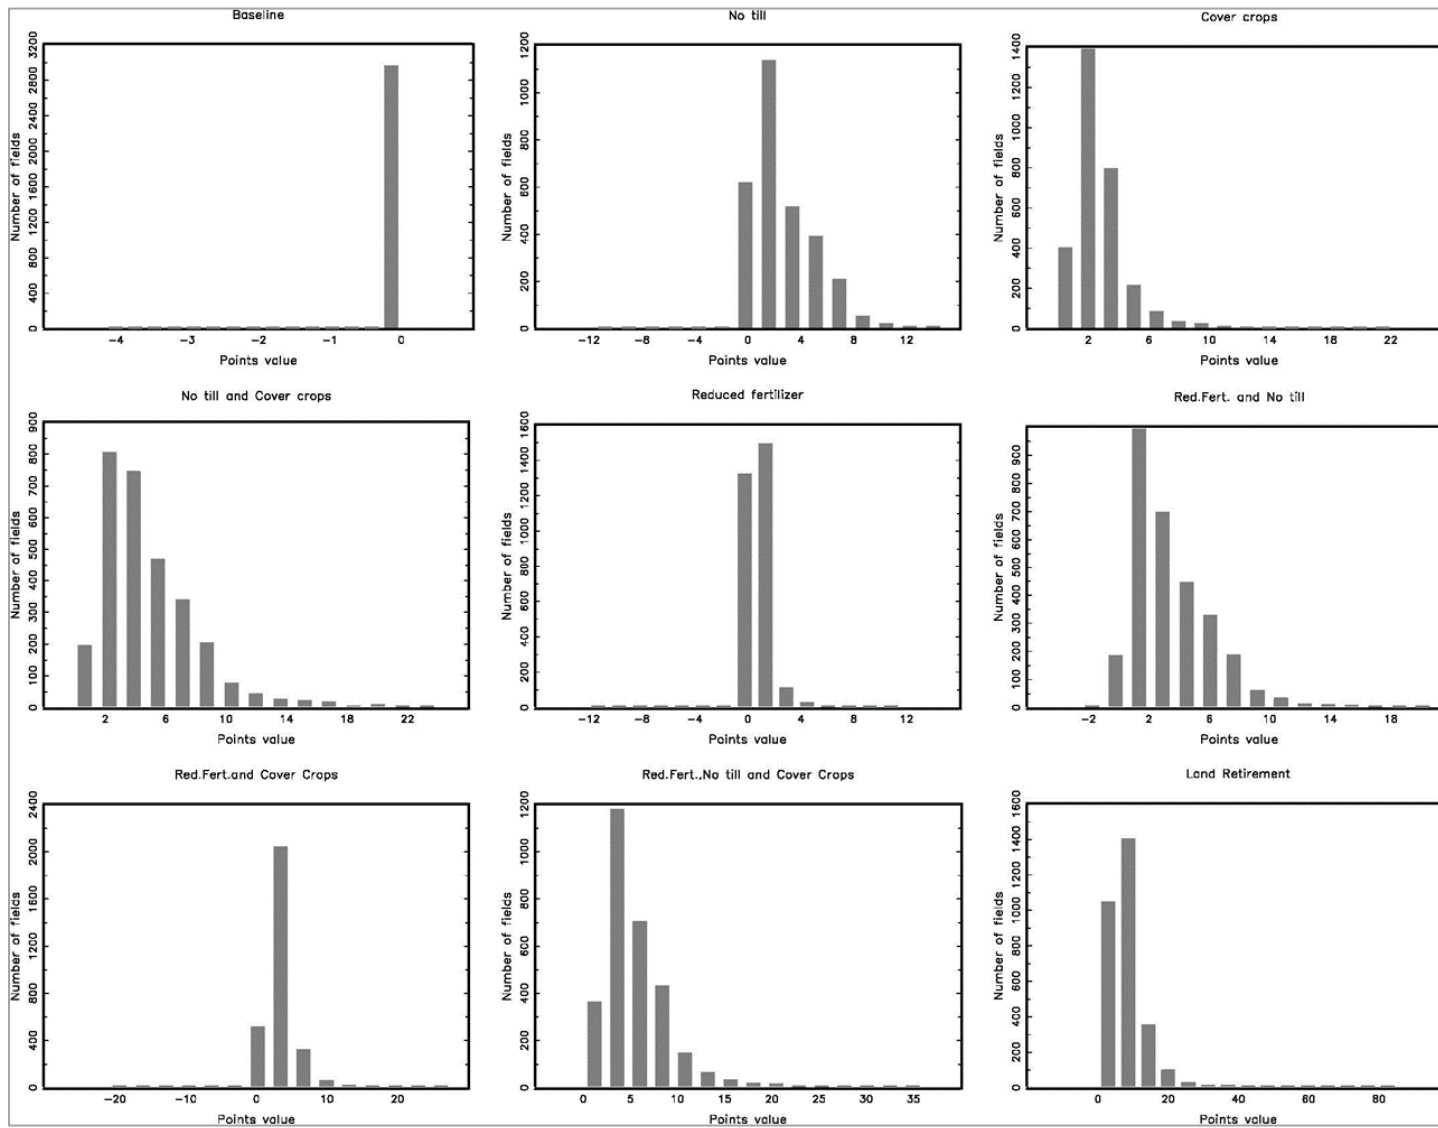 Baseline
Number of fields
3200
2800
2400
2000
1600
1200
800
400
0
-4 -3 -2 -1 0
Points value
No till
Number of fields
1200
1000
800
600
400
200
0
-12 -8 -4 0 4 8 12
Points value
Cover crops
Number of fields
1400
1200
1000
800
600
400
200
0
2 6 10 14 18 22
Points value
No till and Cover crops
Number of fields
900
800
700
600
500
400
300
200
100
0
2 6 10 14 18 22
Points value
Reduced fertilizer
Number of fields
1600
1400
1200
1000
800
600
400
200
0
-12 -8 -4 0 4 8 12
Points value
Red.Fert. and No till
Number of fields
900
800
700
600
500
400
300
200
100
0
-2 2 6 10 14 18
Points value
Red.Fert.and Cover Crops
Number of fields
2400
2000
1600
1200
800
400
0
-20 -10 0 10 20
Points value
Red.Fert.,No till and Cover Crops
Number of fields
1200
1000
800
600
400
200
0
0 5 10 15 20 25 30 35
Points value
Land Retirement
Number of fields
1600
1400
1200
1000
800
600
400
200
0
0 20 40 60 80
Points value